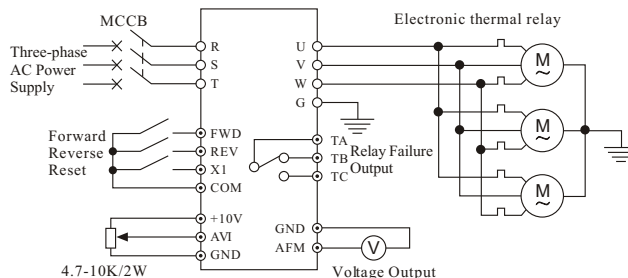 MCCB
Electronic thermal relay
Three-phase
AC Power
Supply
R
S
T
U
V
W
G
M
~
M
~
M
~
Forward
Reverse
Reset
FWD
REV
X1
COM
TA
TB
TC
Relay Failure
Output
+10V
AVI
GND
GND
AFM
V
4.7-10K/2W
Voltage Output